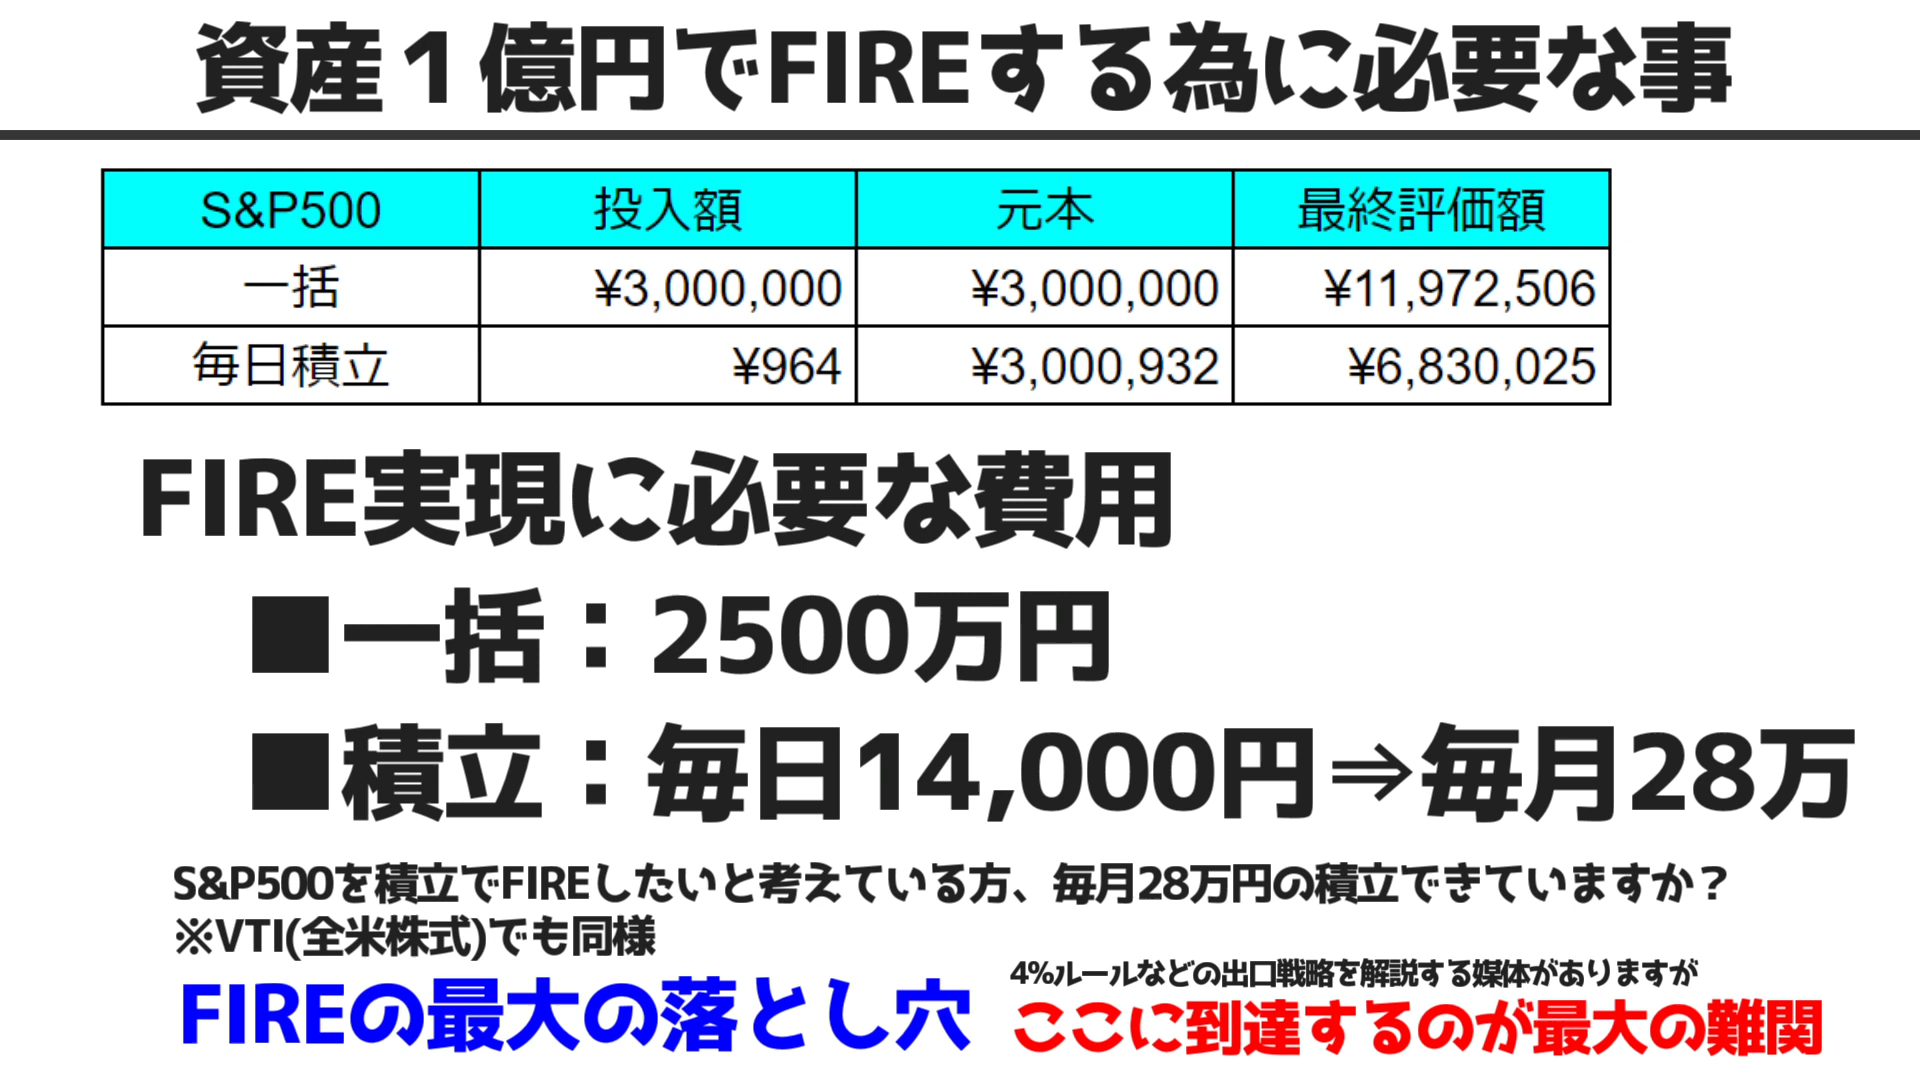 資産１億円でFIREする為に必要な事
S&P500 投入額 元本 最終評価額
一括 ¥3,000,000 ¥3,000,000 ¥11,972,506
毎日積立 ¥964 ¥3,000,932 ¥6,830,025
FIRE実現に必要な費用
■一括：2500万円
■積立：毎日14,000円⇒毎月28万
S&P500を積立でFIREしたいと考えている方、毎月28万円の積立できていますか？
※VTI(全米株式)でも同様
4%ルールなどの出口戦略を解説する媒体がありますが
FIREの最大の落とし穴 ここに到達するのが最大の難関